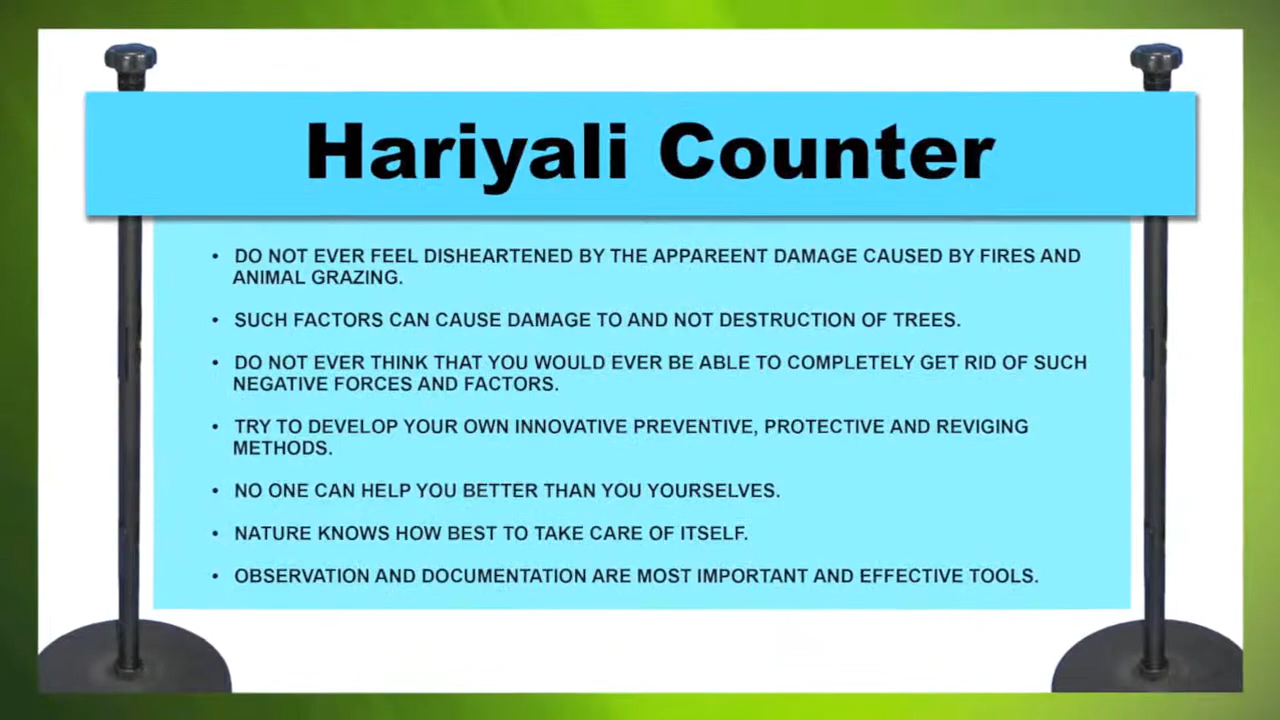 Hariyali Counter
• DO NOT EVER FEEL DISHEARTENED BY THE APPAREENT DAMAGE CAUSED BY FIRES AND
ANIMAL GRAZING.
• SUCH FACTORS CAN CAUSE DAMAGE TO AND NOT DESTRUCTION OF TREES.
• DO NOT EVER THINK THAT YOU WOULD EVER BE ABLE TO COMPLETELY GET RID OF SUCH
NEGATIVE FORCES AND FACTORS.
• TRY TO DEVELOP YOUR OWN INNOVATIVE PREVENTIVE, PROTECTIVE AND REVIGING
METHODS.
• NO ONE CAN HELP YOU BETTER THAN YOU YOURSELVES.
• NATURE KNOWS HOW BEST TO TAKE CARE OF ITSELF.
• OBSERVATION AND DOCUMENTATION ARE MOST IMPORTANT AND EFFECTIVE TOOLS.